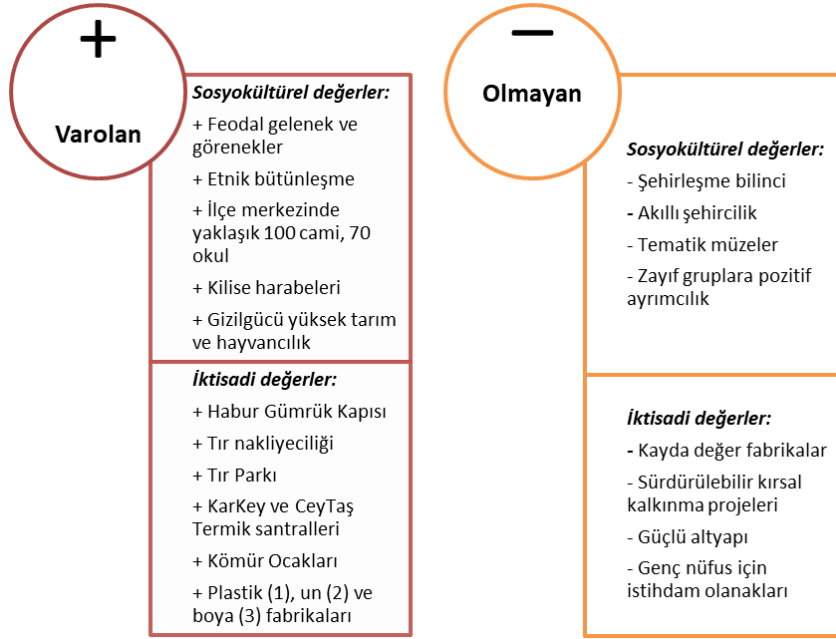 +
Varolan
Sosyokültürel değerler:
+ Feodal gelenek ve
görenekler
+ Etnik bütünleşme
+ İlçe merkezinde
yaklaşık 100 cami, 70
okul
+ Kilise harabeleri
+ Gizilgücü yüksek tarım
ve hayvancılık
İktisadi değerler:
+ Habur Gümrük Kapısı
+ Tır nakliyeciliği
+ Tır Parkı
+ KarKey ve CeyTaş
Termik santralleri
+ Kömür Ocakları
+ Plastik (1), un (2) ve
boya (3) fabrikaları
−
Olmayan
Sosyokültürel değerler:
- Şehirleşme bilinci
- Akıllı şehircilik
- Tematik müzeler
- Zayıf gruplara pozitif
ayrımcılık
İktisadi değerler:
- Kayda değer fabrikalar
- Sürdürülebilir kırsal
kalkınma projeleri
- Güçlü altyapı
- Genç nüfus için
istihdam olanakları